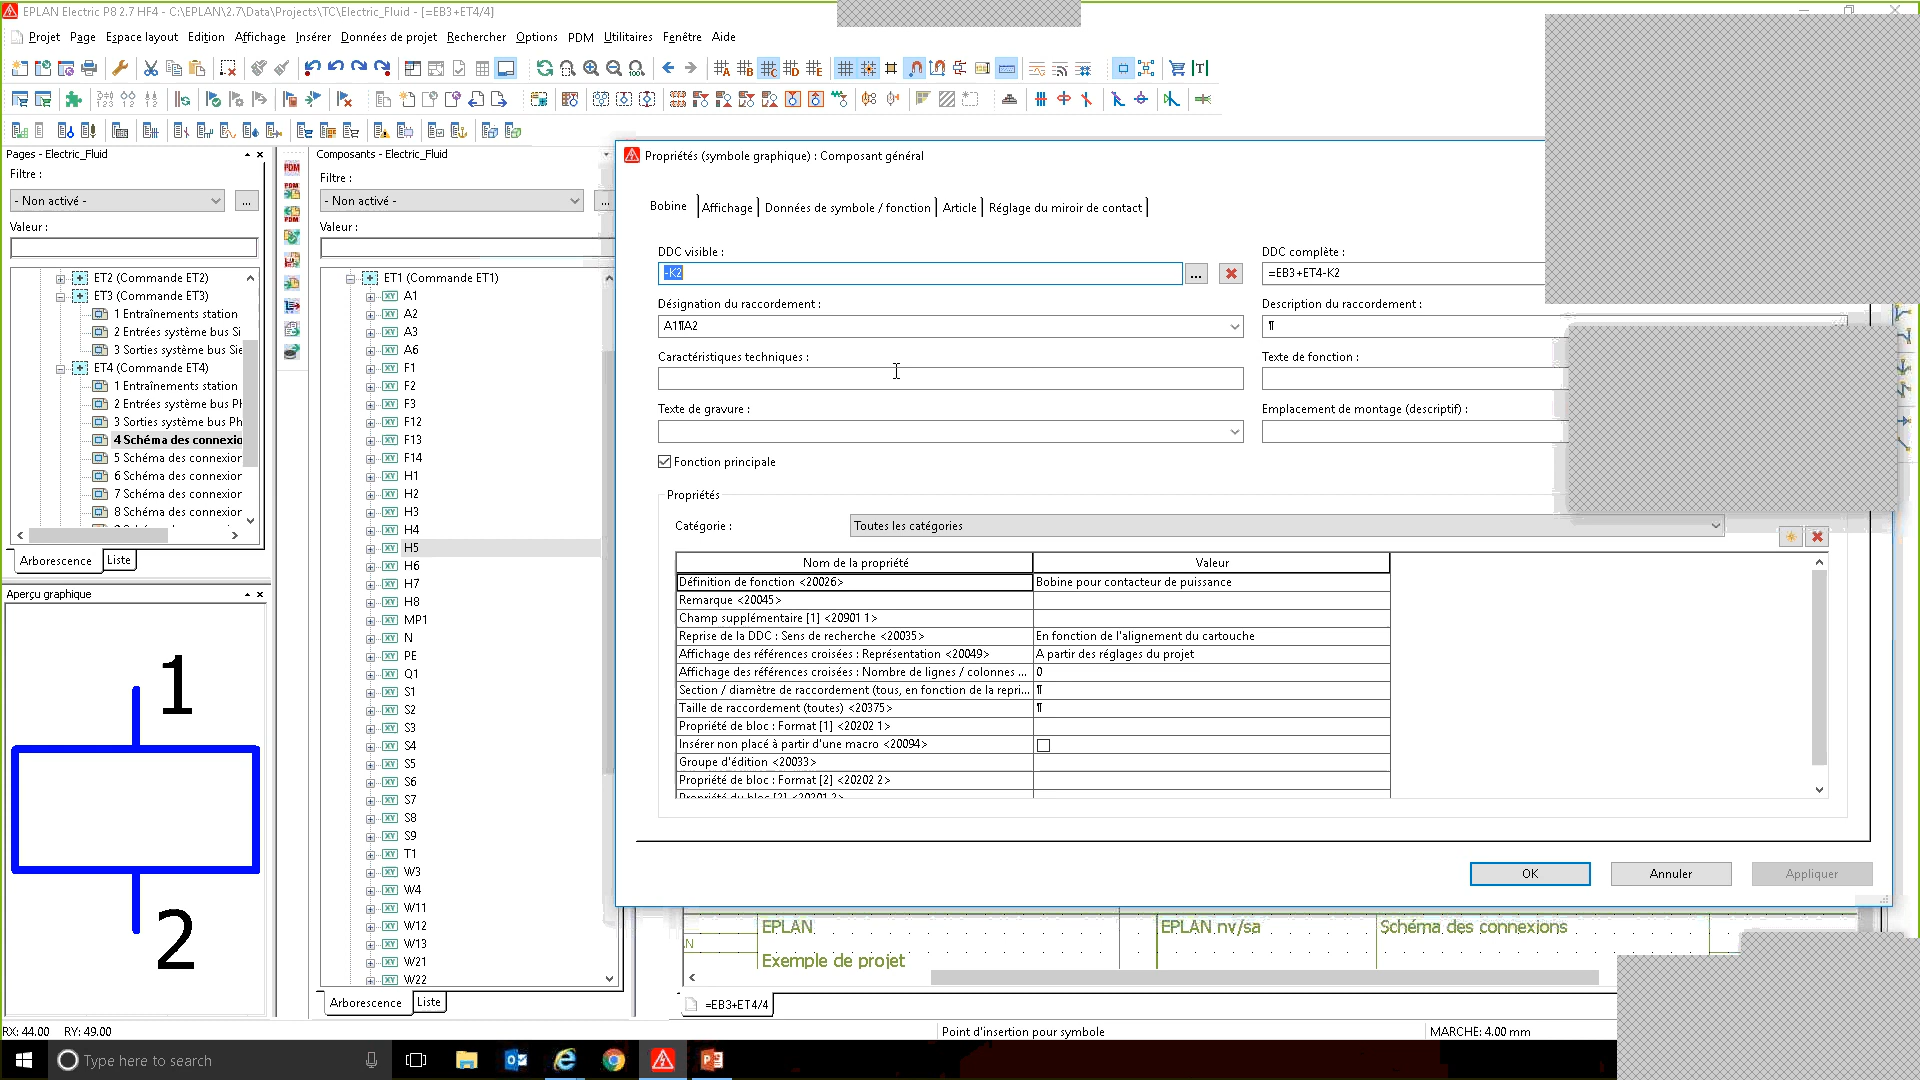 EPLAN Electric P8 2.7 HF4 - C:\EPLAN\2.7\Data\Projects\TC\Electric_Fluid - [=EB3+ET4/4]
Projet Page Espace layout Edition Affichage Insérer Données de projet Rechercher Options PDM Utilitaires Fenêtre Aide
Pages - Electric_Fluid
Filtre :
- Non activé -
...
Valeur :
ET2 (Commande ET2)
ET3 (Commande ET3)
1 Entraînements station
2 Entrées système bus Si
3 Sorties système bus Sie
ET4 (Commande ET4)
1 Entraînements station
2 Entrées système bus Ph
3 Sorties système bus Ph
4 Schéma des connexio
5 Schéma des connexior
6 Schéma des connexior
7 Schéma des connexior
8 Schéma des connexior
Arborescence
Liste
Aperçu graphique
1
2
PDM
Composants - Electric_Fluid
Filtre :
- Non activé -
...
Valeur :
ET1 (Commande ET1)
A1
A2
A3
A6
F1
F2
F3
F12
F13
F14
H1
H2
H3
H4
H5
H6
H7
H8
MP1
N
PE
Q1
S1
S2
S3
S4
S5
S6
S7
S8
S9
T1
W3
W4
W11
W12
W13
W21
W22
Arborescence
Liste
Propriétés (symbole graphique) : Composant général
Bobine Affichage Données de symbole / fonction Article Réglage du miroir de contact
DDC visible :
-K2
...
DDC complète :
=EB3+ET4-K2
Désignation du raccordement :
A1¶A2
Description du raccordement :
¶
Caractéristiques techniques :
Texte de fonction :
Texte de gravure :
Emplacement de montage (descriptif) :
Fonction principale
Propriétés
Catégorie :
Toutes les catégories
Nom de la propriété Valeur
Définition de fonction <20026> Bobine pour contacteur de puissance
Remarque <20045>
Champ supplémentaire [1] <20901 1>
Reprise de la DDC : Sens de recherche <20035> En fonction de l'alignement du cartouche
Affichage des références croisées : Représentation <20049> A partir des réglages du projet
Affichage des références croisées : Nombre de lignes / colonnes ... 0
Section / diamètre de raccordement (tous, en fonction de la repri... ¶
Taille de raccordement (toutes) <20375> ¶
Propriété de bloc : Format [1] <20202 1>
Insérer non placé à partir d'une macro <20094>
Groupe d'édition <20033>
Propriété de bloc : Format [2] <20202 2>
OK
Annuler
Appliquer
N
EPLAN
EPLAN nv/sa
Schéma des connexions
Exemple de projet
=EB3+ET4/4
RX: 44.00 RY: 49.00
Point d'insertion pour symbole
MARCHE: 4.00 mm
Type here to search